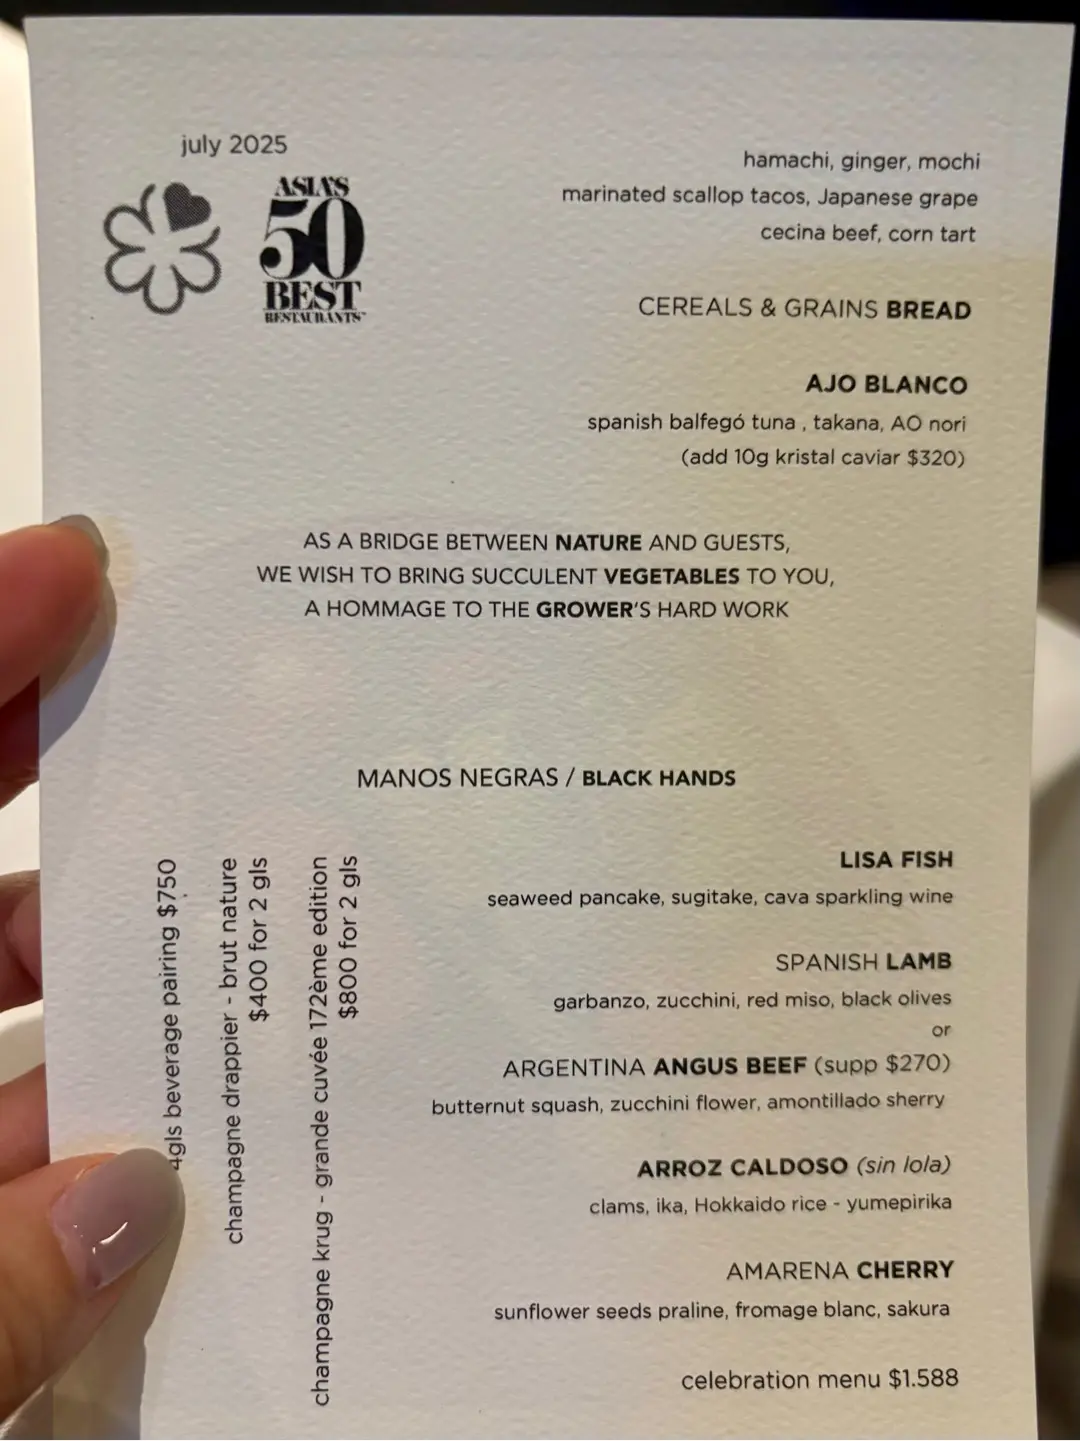 july 2025
ASIA'S
50
BEST
RESTAURANTS™
hamachi, ginger, mochi
marinated scallop tacos, Japanese grape
cecina beef, corn tart
CEREALS & GRAINS BREAD
AJO BLANCO
spanish balfegó tuna , takana, AO nori
(add 10g kristal caviar $320)
AS A BRIDGE BETWEEN NATURE AND GUESTS,
WE WISH TO BRING SUCCULENT VEGETABLES TO YOU,
A HOMMAGE TO THE GROWER'S HARD WORK
MANOS NEGRAS / BLACK HANDS
4gls beverage pairing $750
champagne drappier - brut nature
$400 for 2 gls
champagne krug - grande cuvée 172ème edition
$800 for 2 gls
LISA FISH
seaweed pancake, sugitake, cava sparkling wine
SPANISH LAMB
garbanzo, zucchini, red miso, black olives
or
ARGENTINA ANGUS BEEF (supp $270)
butternut squash, zucchini flower, amontillado sherry
ARROZ CALDOSO (sin lola)
clams, ika, Hokkaido rice - yumepirika
AMARENA CHERRY
sunflower seeds praline, fromage blanc, sakura
celebration menu $1.588